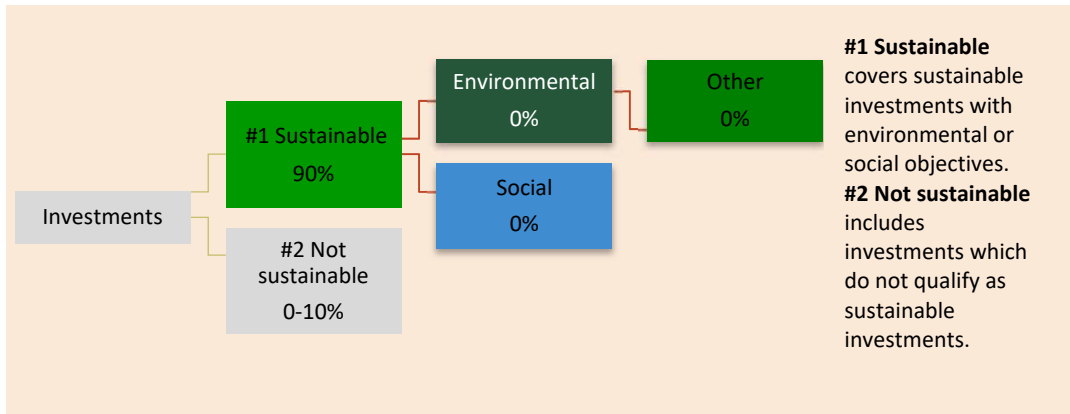 Investments
#1 Sustainable
90%
#2 Not
sustainable
0-10%
Environmental
0%
Social
0%
Other
0%
#1 Sustainable
covers sustainable
investments with
environmental or
social objectives.
#2 Not sustainable
includes
investments which
do not qualify as
sustainable
investments.